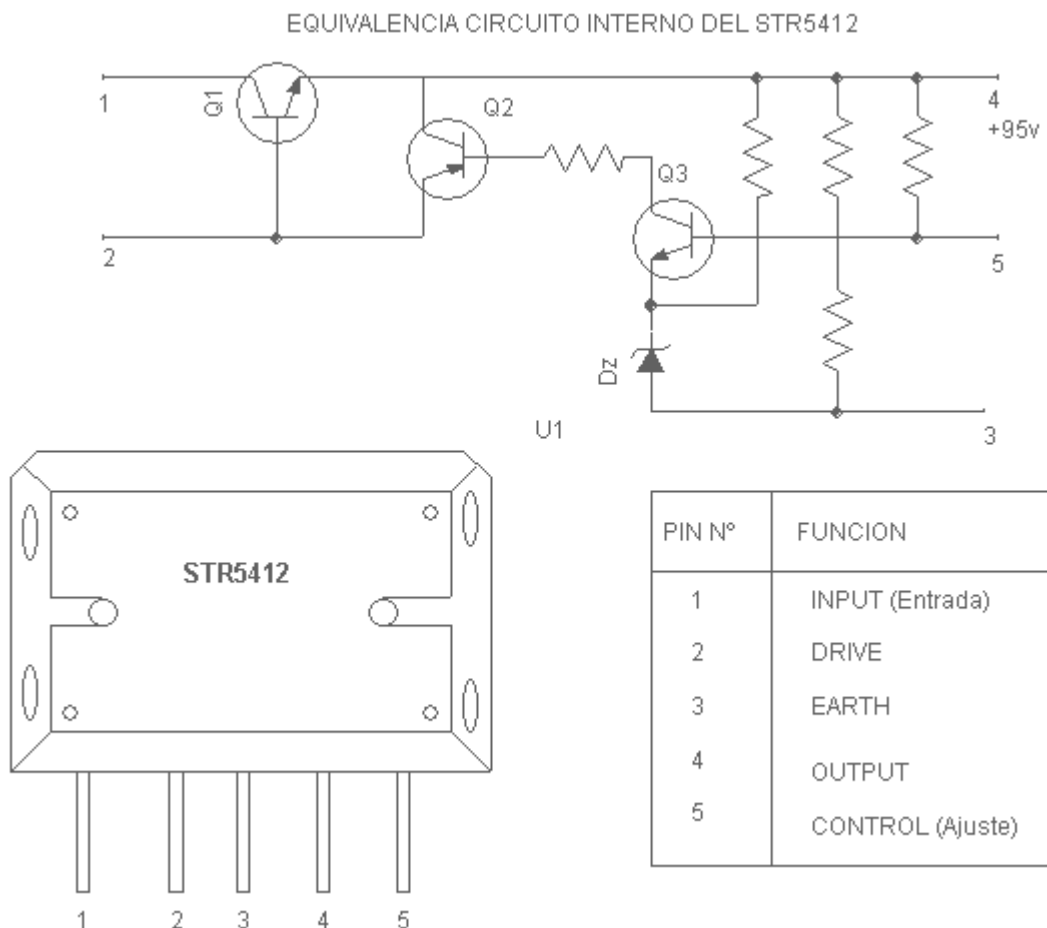 EQUIVALENCIA CIRCUITO INTERNO DEL STR5412
1
Q1
Q2
4
+95v
Q3
2
5
Dz
U1
3
STR5412
PIN Nº FUNCION
1 INPUT (Entrada)
2 DRIVE
3 EARTH
4 OUTPUT
5 CONTROL (Ajuste)
1 2 3 4 5